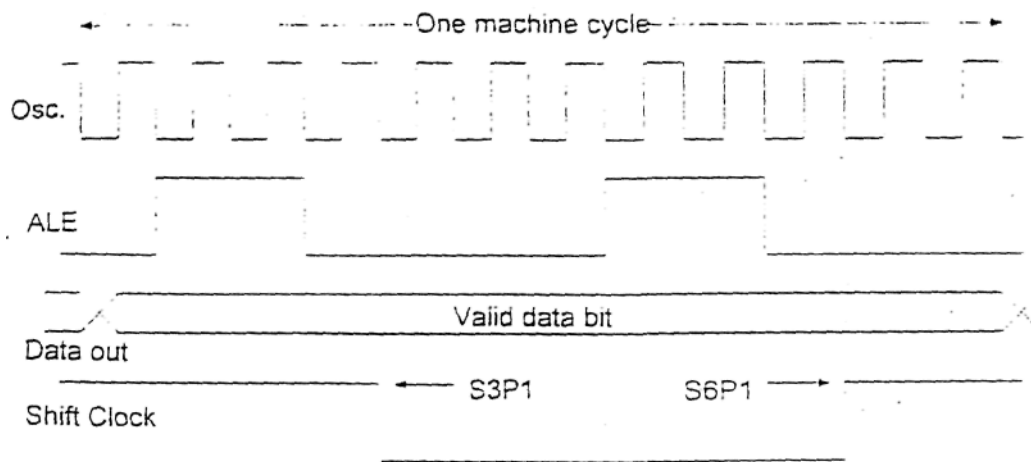 One machine cycle
Osc.
ALE
Valid data bit
Data out
S3P1 S6P1
Shift Clock